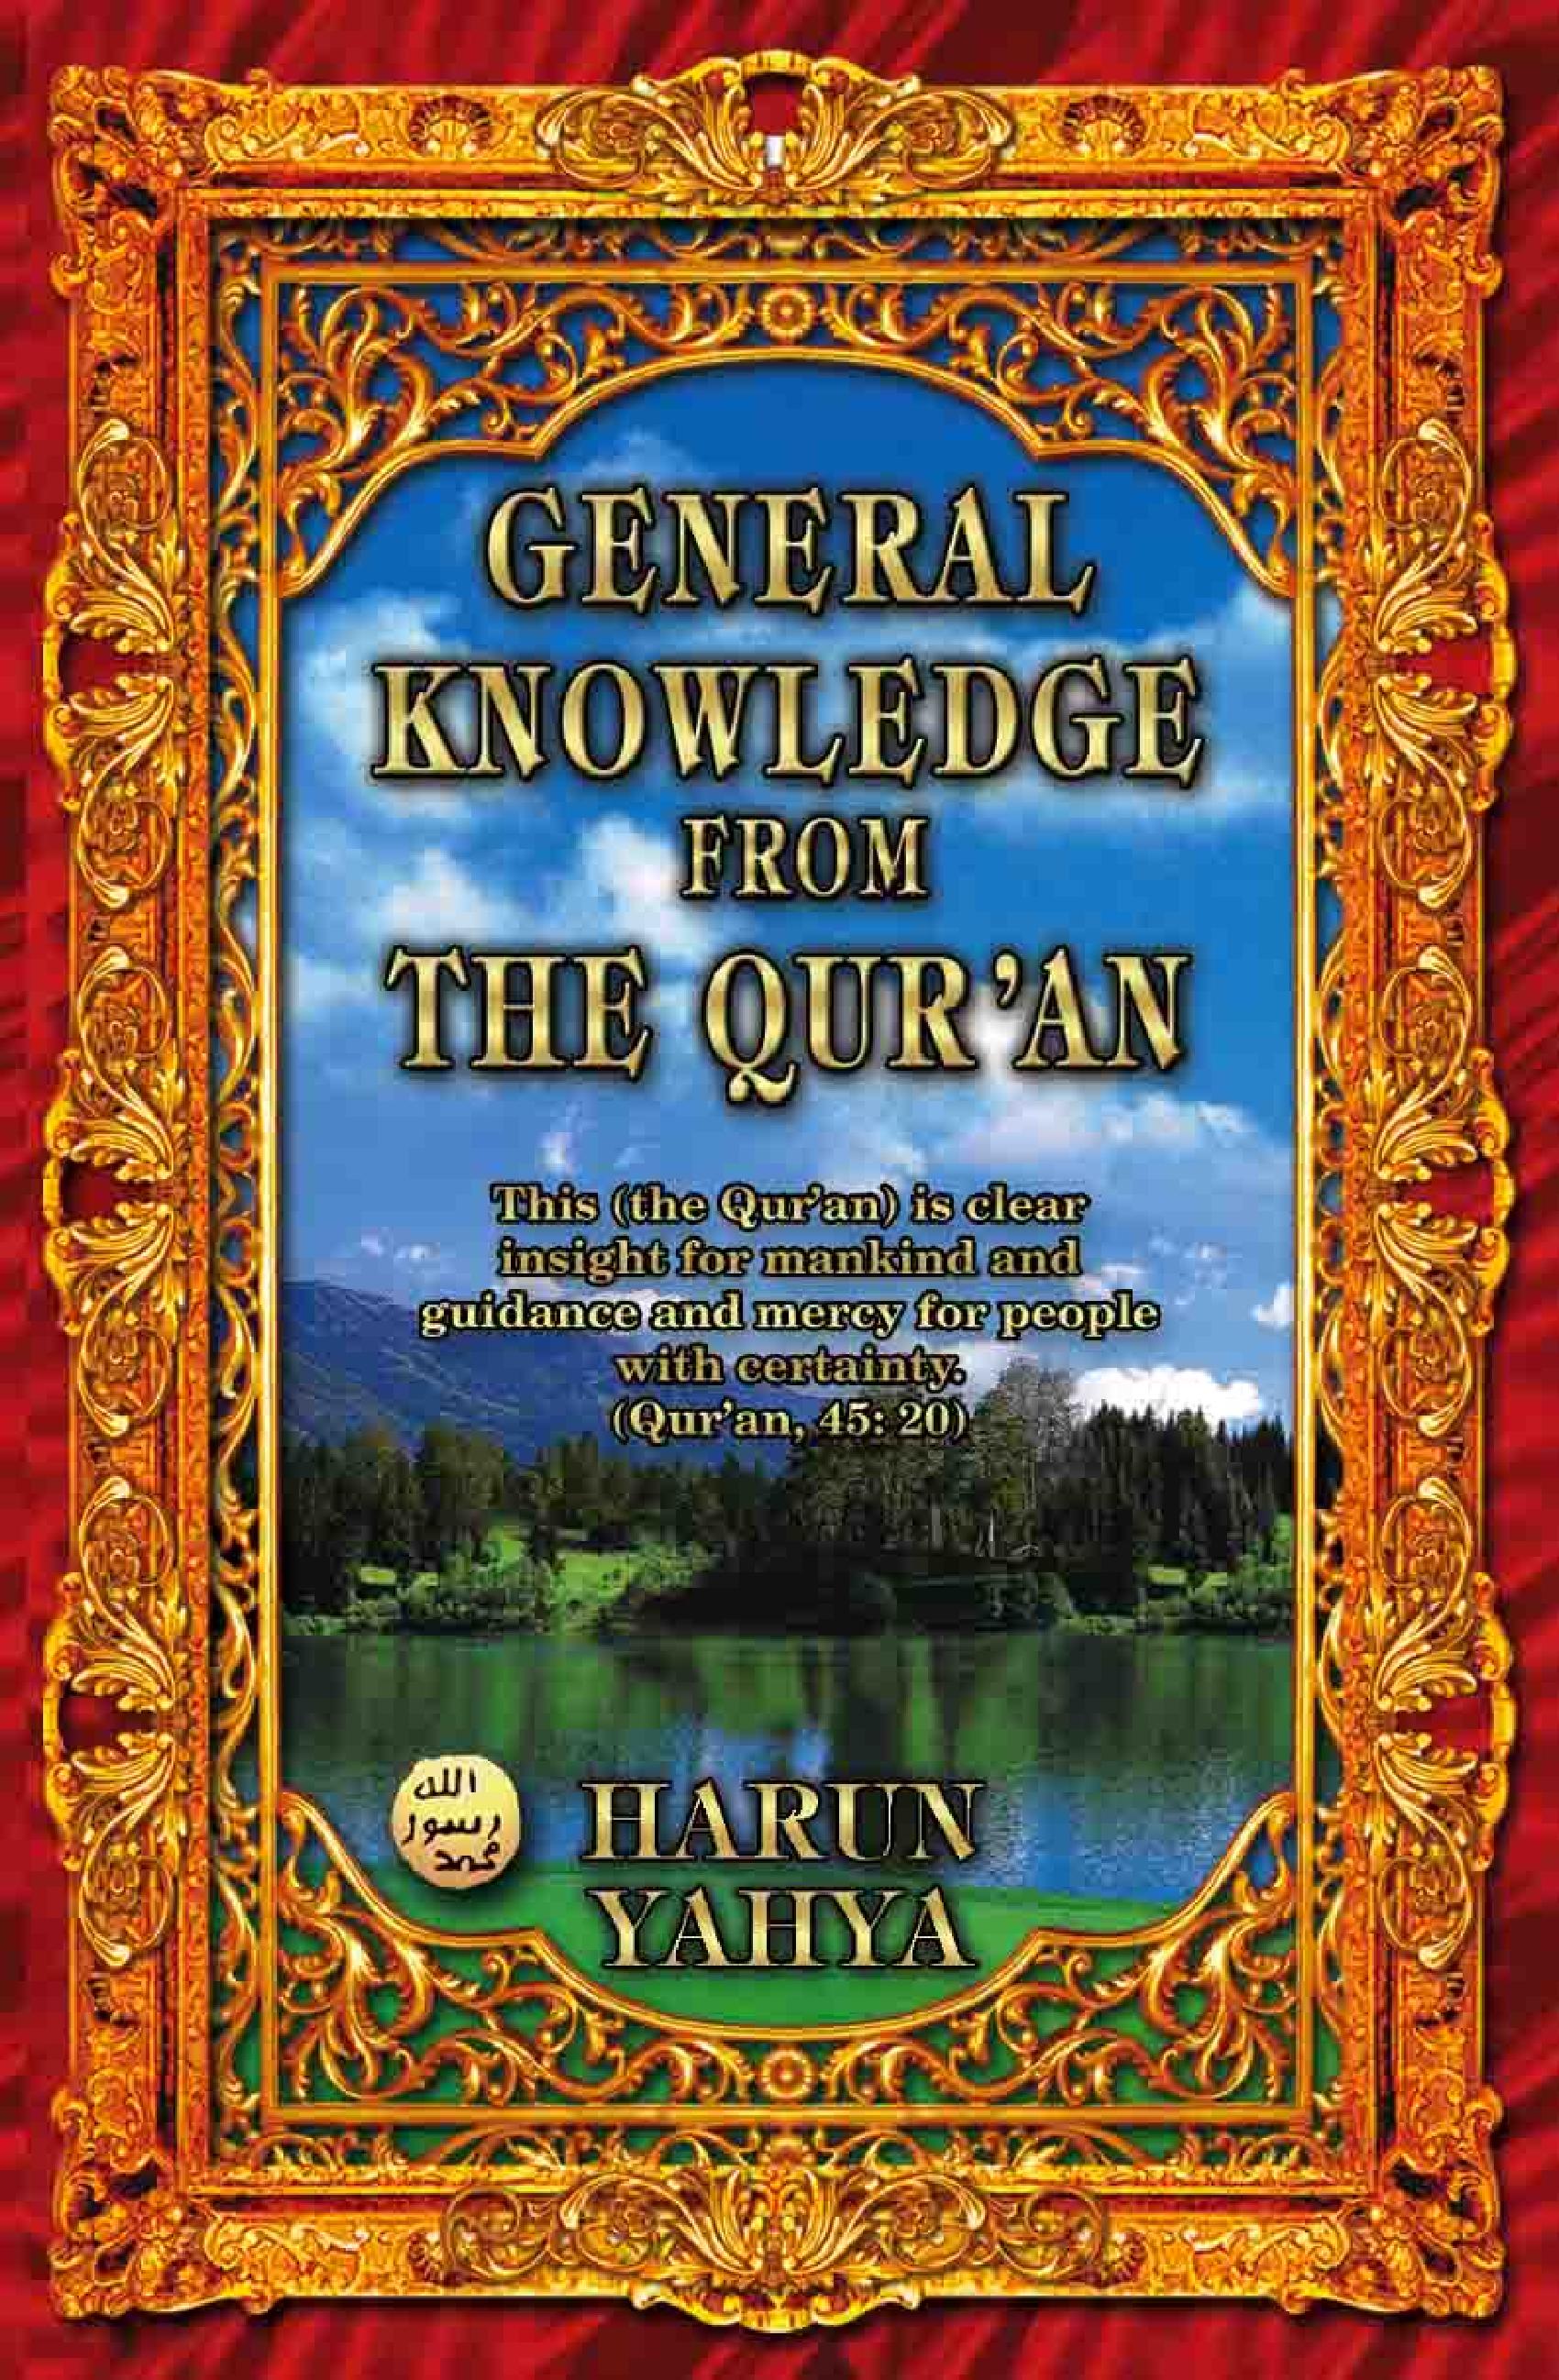 GENERAL
KNOWLEDGE
FROM
THE QUR’AN
This (the Qur’an) is clear
insight for mankind and
guidance and mercy for people
with certainty.
(Qur’an, 45: 20)
الله
رسول
محمد
HARUN
YAHYA